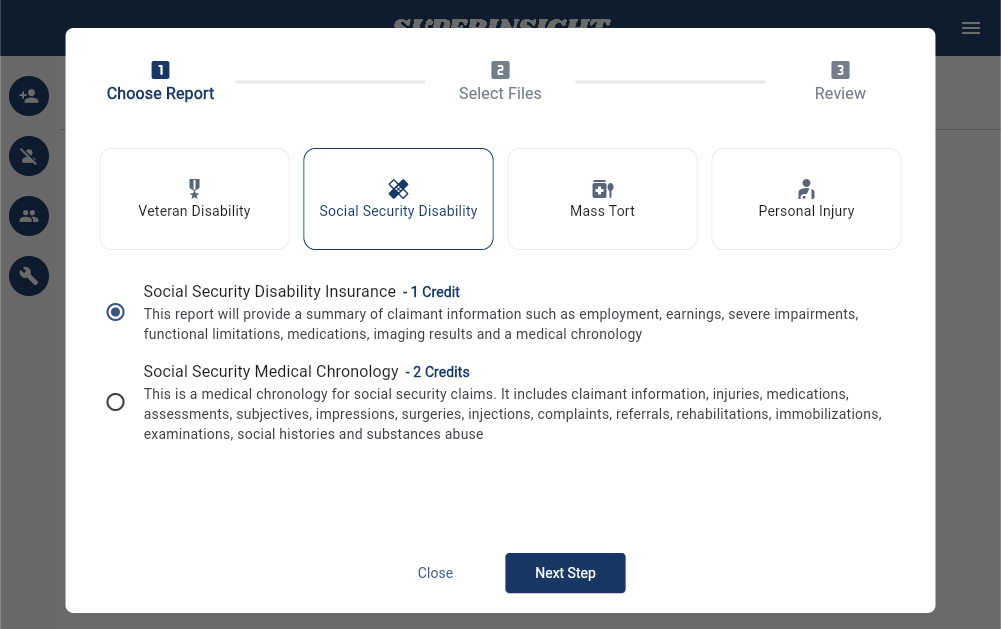 SUPERINSIGHT
1
2
3
Choose Report
Select Files
Review
Veteran Disability
Social Security Disability
Mass Tort
Personal Injury
Social Security Disability Insurance - 1 Credit
This report will provide a summary of claimant information such as employment, earnings, severe impairments,
functional limitations, medications, imaging results and a medical chronology
Social Security Medical Chronology - 2 Credits
This is a medical chronology for social security claims. It includes claimant information, injuries, medications,
assessments, subjectives, impressions, surgeries, injections, complaints, referrals, rehabilitations, immobilizations,
examinations, social histories and substances abuse
Close
Next Step